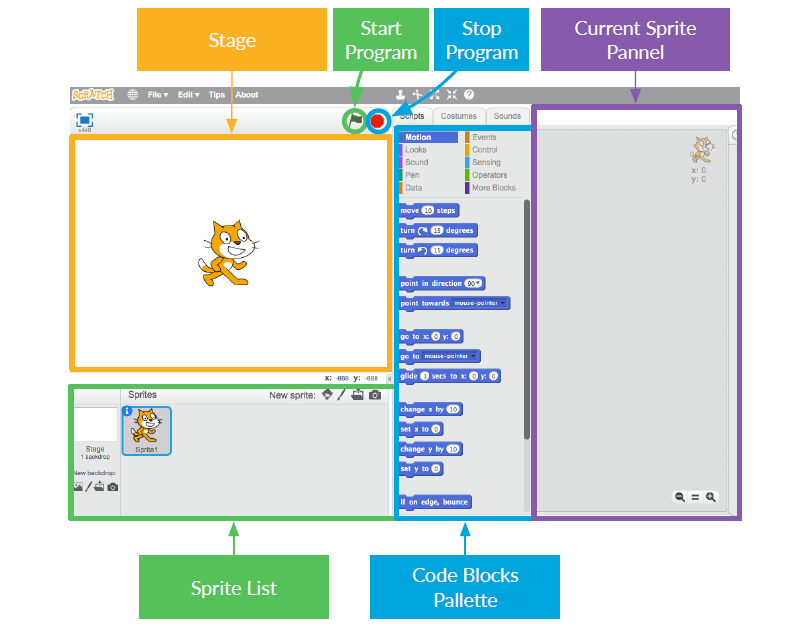 Stage
Start
Program
Stop
Program
Current Sprite
Pannel
SCRATCH
File▾ Edit▾ Tips About
v448
Scripts Costumes Sounds
Motion Events
Looks Control
Sound Sensing
Pen Operators
Data More Blocks
x: 0
y: 0
move 10 steps
turn 15 degrees
turn 15 degrees
point in direction 90▾
point towards mouse-pointer
go to x: 0 y: 0
go to mouse-pointer
glide 1 secs to x: 0 y: 0
change x by 10
set x to 0
change y by 10
set y to 0
if on edge, bounce
x: -888 y: -888
Sprites New sprite:
Stage
1 backdrop
New backdrop:
Sprite1
Sprite List
Code Blocks
Pallette